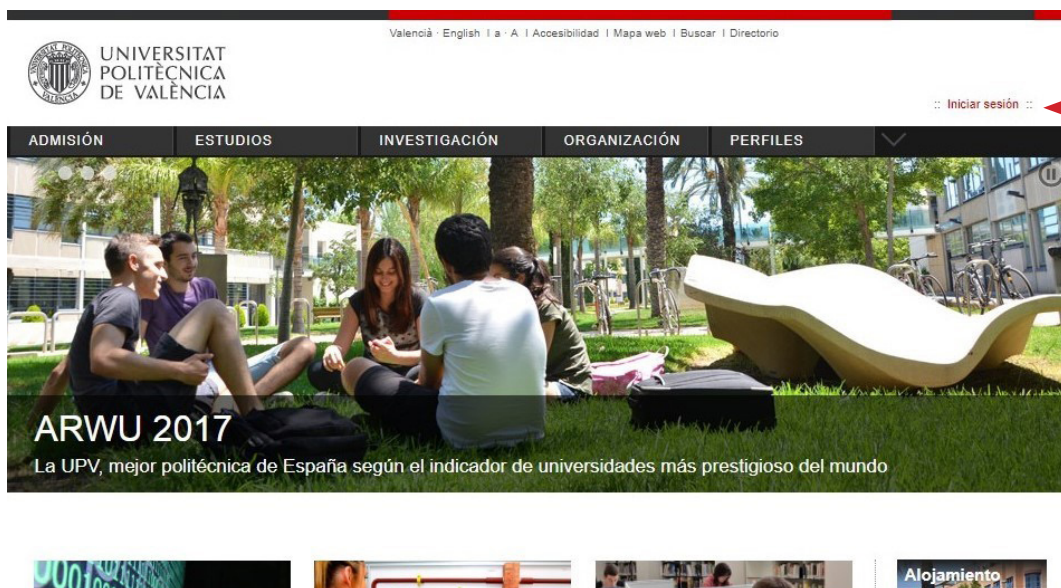 Valencià · English I a · A I Accesibilidad I Mapa web I Buscar I Directorio
UNIVERSITAT
POLITÈCNICA
DE VALÈNCIA
:: Iniciar sesión ::
ADMISIÓN ESTUDIOS INVESTIGACIÓN ORGANIZACIÓN PERFILES
ARWU 2017
La UPV, mejor politécnica de España según el indicador de universidades más prestigioso del mundo
Alojamiento